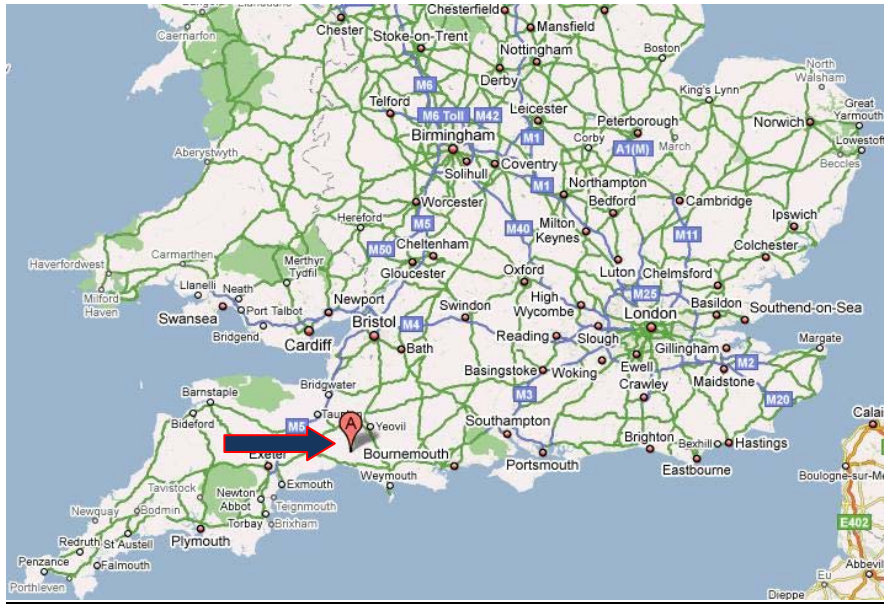 Chesterfield
Caernarfon
Chester
Stoke-on-Trent
Mansfield
Nottingham
Boston
Derby
North
Walsham
King's Lynn
M6
Telford
M6 Toll
M42
Leicester
Peterborough
Norwich
Great
Yarmouth
Birmingham
M1
Corby
A1(M)
March
Lowestoft
Beccles
Aberystwyth
Solihull
Coventry
M1
Northampton
Worcester
Bedford
Cambridge
Hereford
M5
M40
Milton
Keynes
M11
Ipswich
M50
Cheltenham
Colchester
Haverfordwest
Carmarthen
Merthyr
Tydfil
Gloucester
Oxford
Luton
Chelmsford
Milford
Haven
Llanelli
Neath
Port Talbot
Newport
Swindon
High
Wycombe
M25
Basildon
Southend-on-Sea
Swansea
Bridgend
Cardiff
Bristol
M4
London
Bath
Reading
Slough
Gillingham
Margate
Ewell
M2
Basingstoke
Woking
Maidstone
Crawley
M3
M20
Barnstaple
Bridgwater
Bideford
M5
A
Yeovil
Southampton
Brighton
Bexhill
Hastings
Calai
Exeter
Bournemouth
Portsmouth
Eastbourne
Weymouth
Boulogne-sur-Me
Tavistock
Exmouth
Newton
Abbot
Teignmouth
Newquay
Bodmin
Torbay
Brixham
E402
Redruth
St Austell
Plymouth
Penzance
Falmouth
Porthleven
Eu
Abbevil
Dieppe